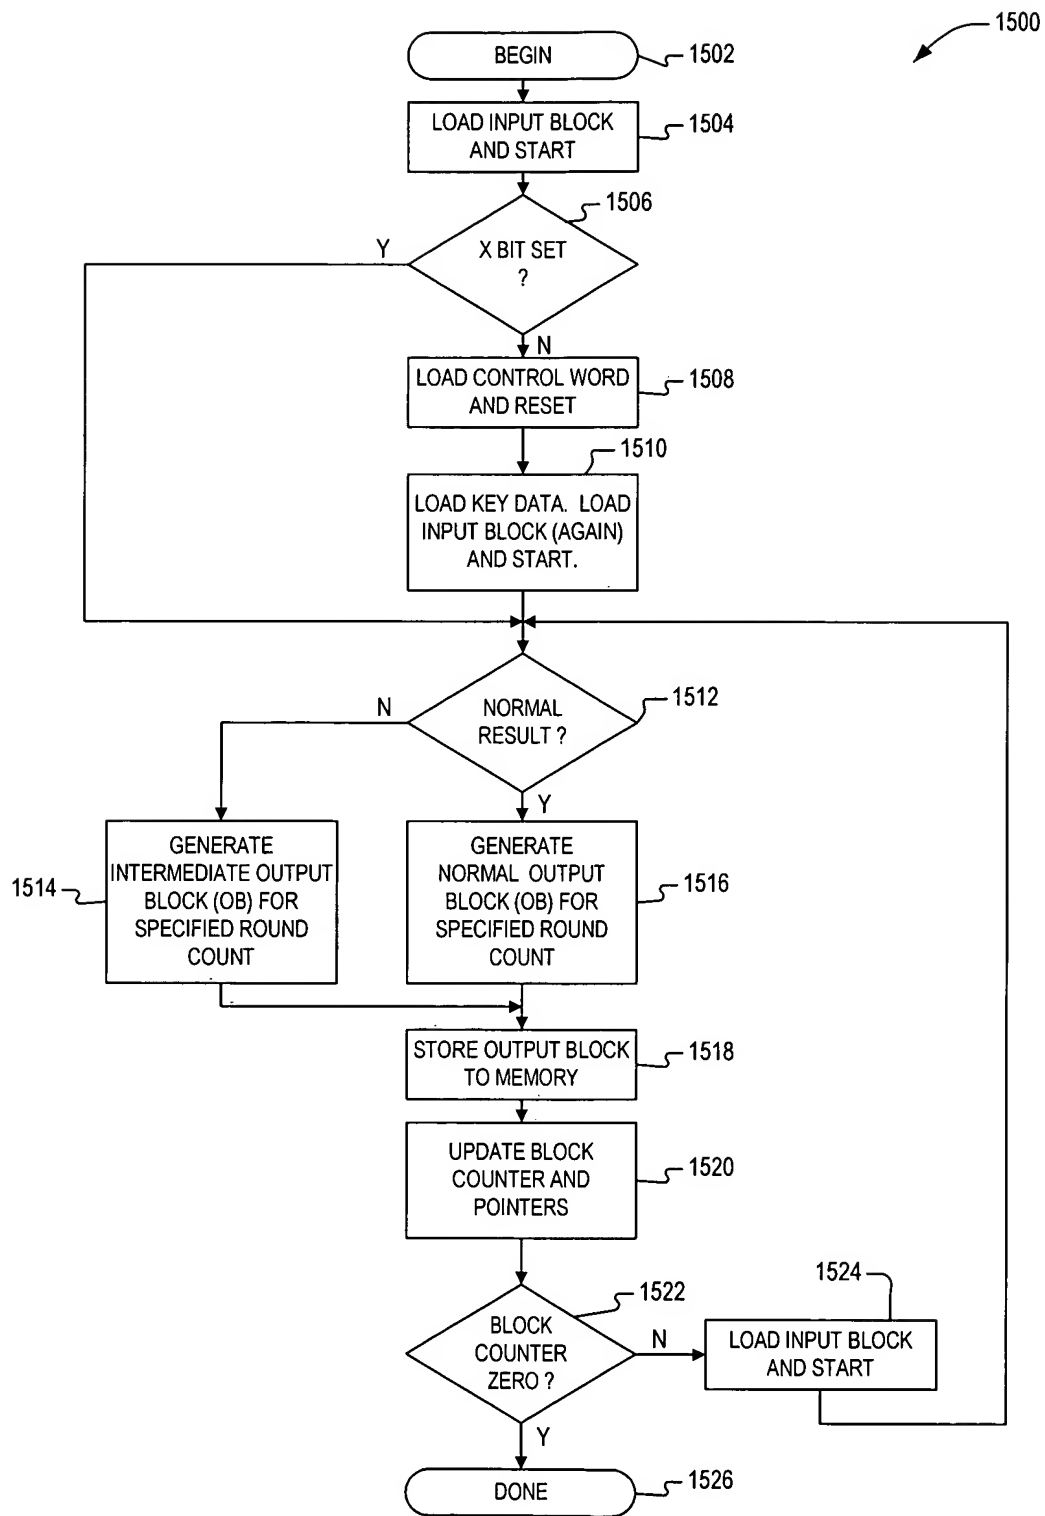 1500
BEGIN
1502
LOAD INPUT BLOCK
AND START
1504
1506
Y
X BIT SET
?
N
LOAD CONTROL WORD
AND RESET
1508
1510
LOAD KEY DATA. LOAD
INPUT BLOCK (AGAIN)
AND START.
N
NORMAL
RESULT ?
1512
Y
GENERATE
INTERMEDIATE OUTPUT
BLOCK (OB) FOR
SPECIFIED ROUND
COUNT
1514
GENERATE
NORMAL OUTPUT
BLOCK (OB) FOR
SPECIFIED ROUND
COUNT
1516
STORE OUTPUT BLOCK
TO MEMORY
1518
UPDATE BLOCK
COUNTER AND
POINTERS
1520
1522
BLOCK
COUNTER
ZERO ?
N
1524
LOAD INPUT BLOCK
AND START
Y
DONE
1526